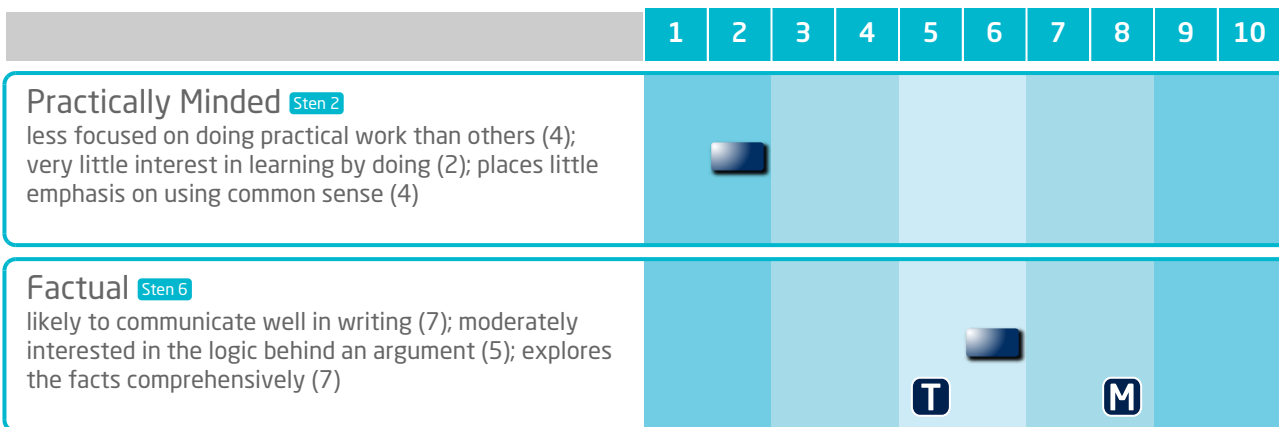 1 2 3 4 5 6 7 8 9 10
Practically Minded Sten 2
less focused on doing practical work than others (4);
very little interest in learning by doing (2); places little
emphasis on using common sense (4)
Factual Sten 6
likely to communicate well in writing (7); moderately
interested in the logic behind an argument (5); explores
the facts comprehensively (7)
T M